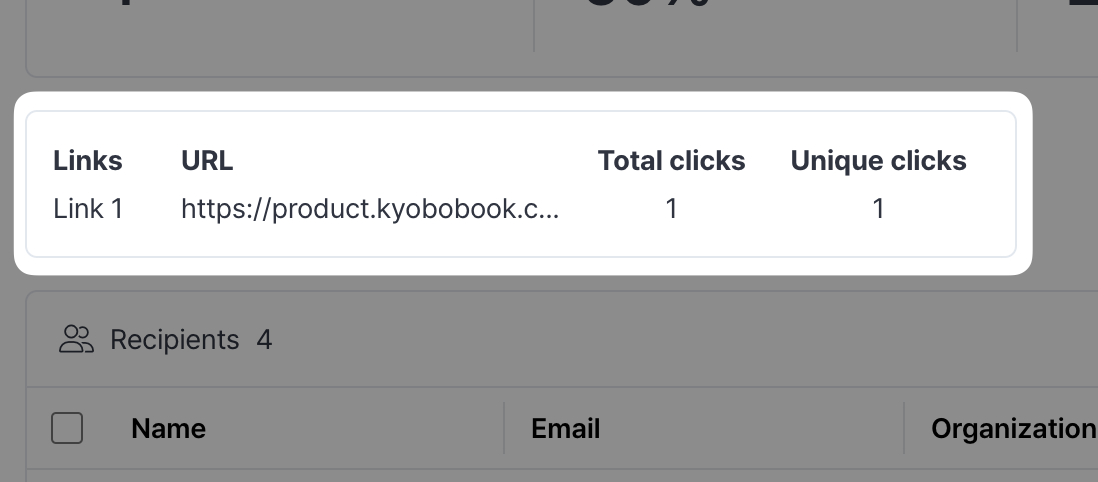 Links URL Total clicks Unique clicks
Link 1 https://product.kyobobook.c... 1 1
Recipients 4
Name Email Organization